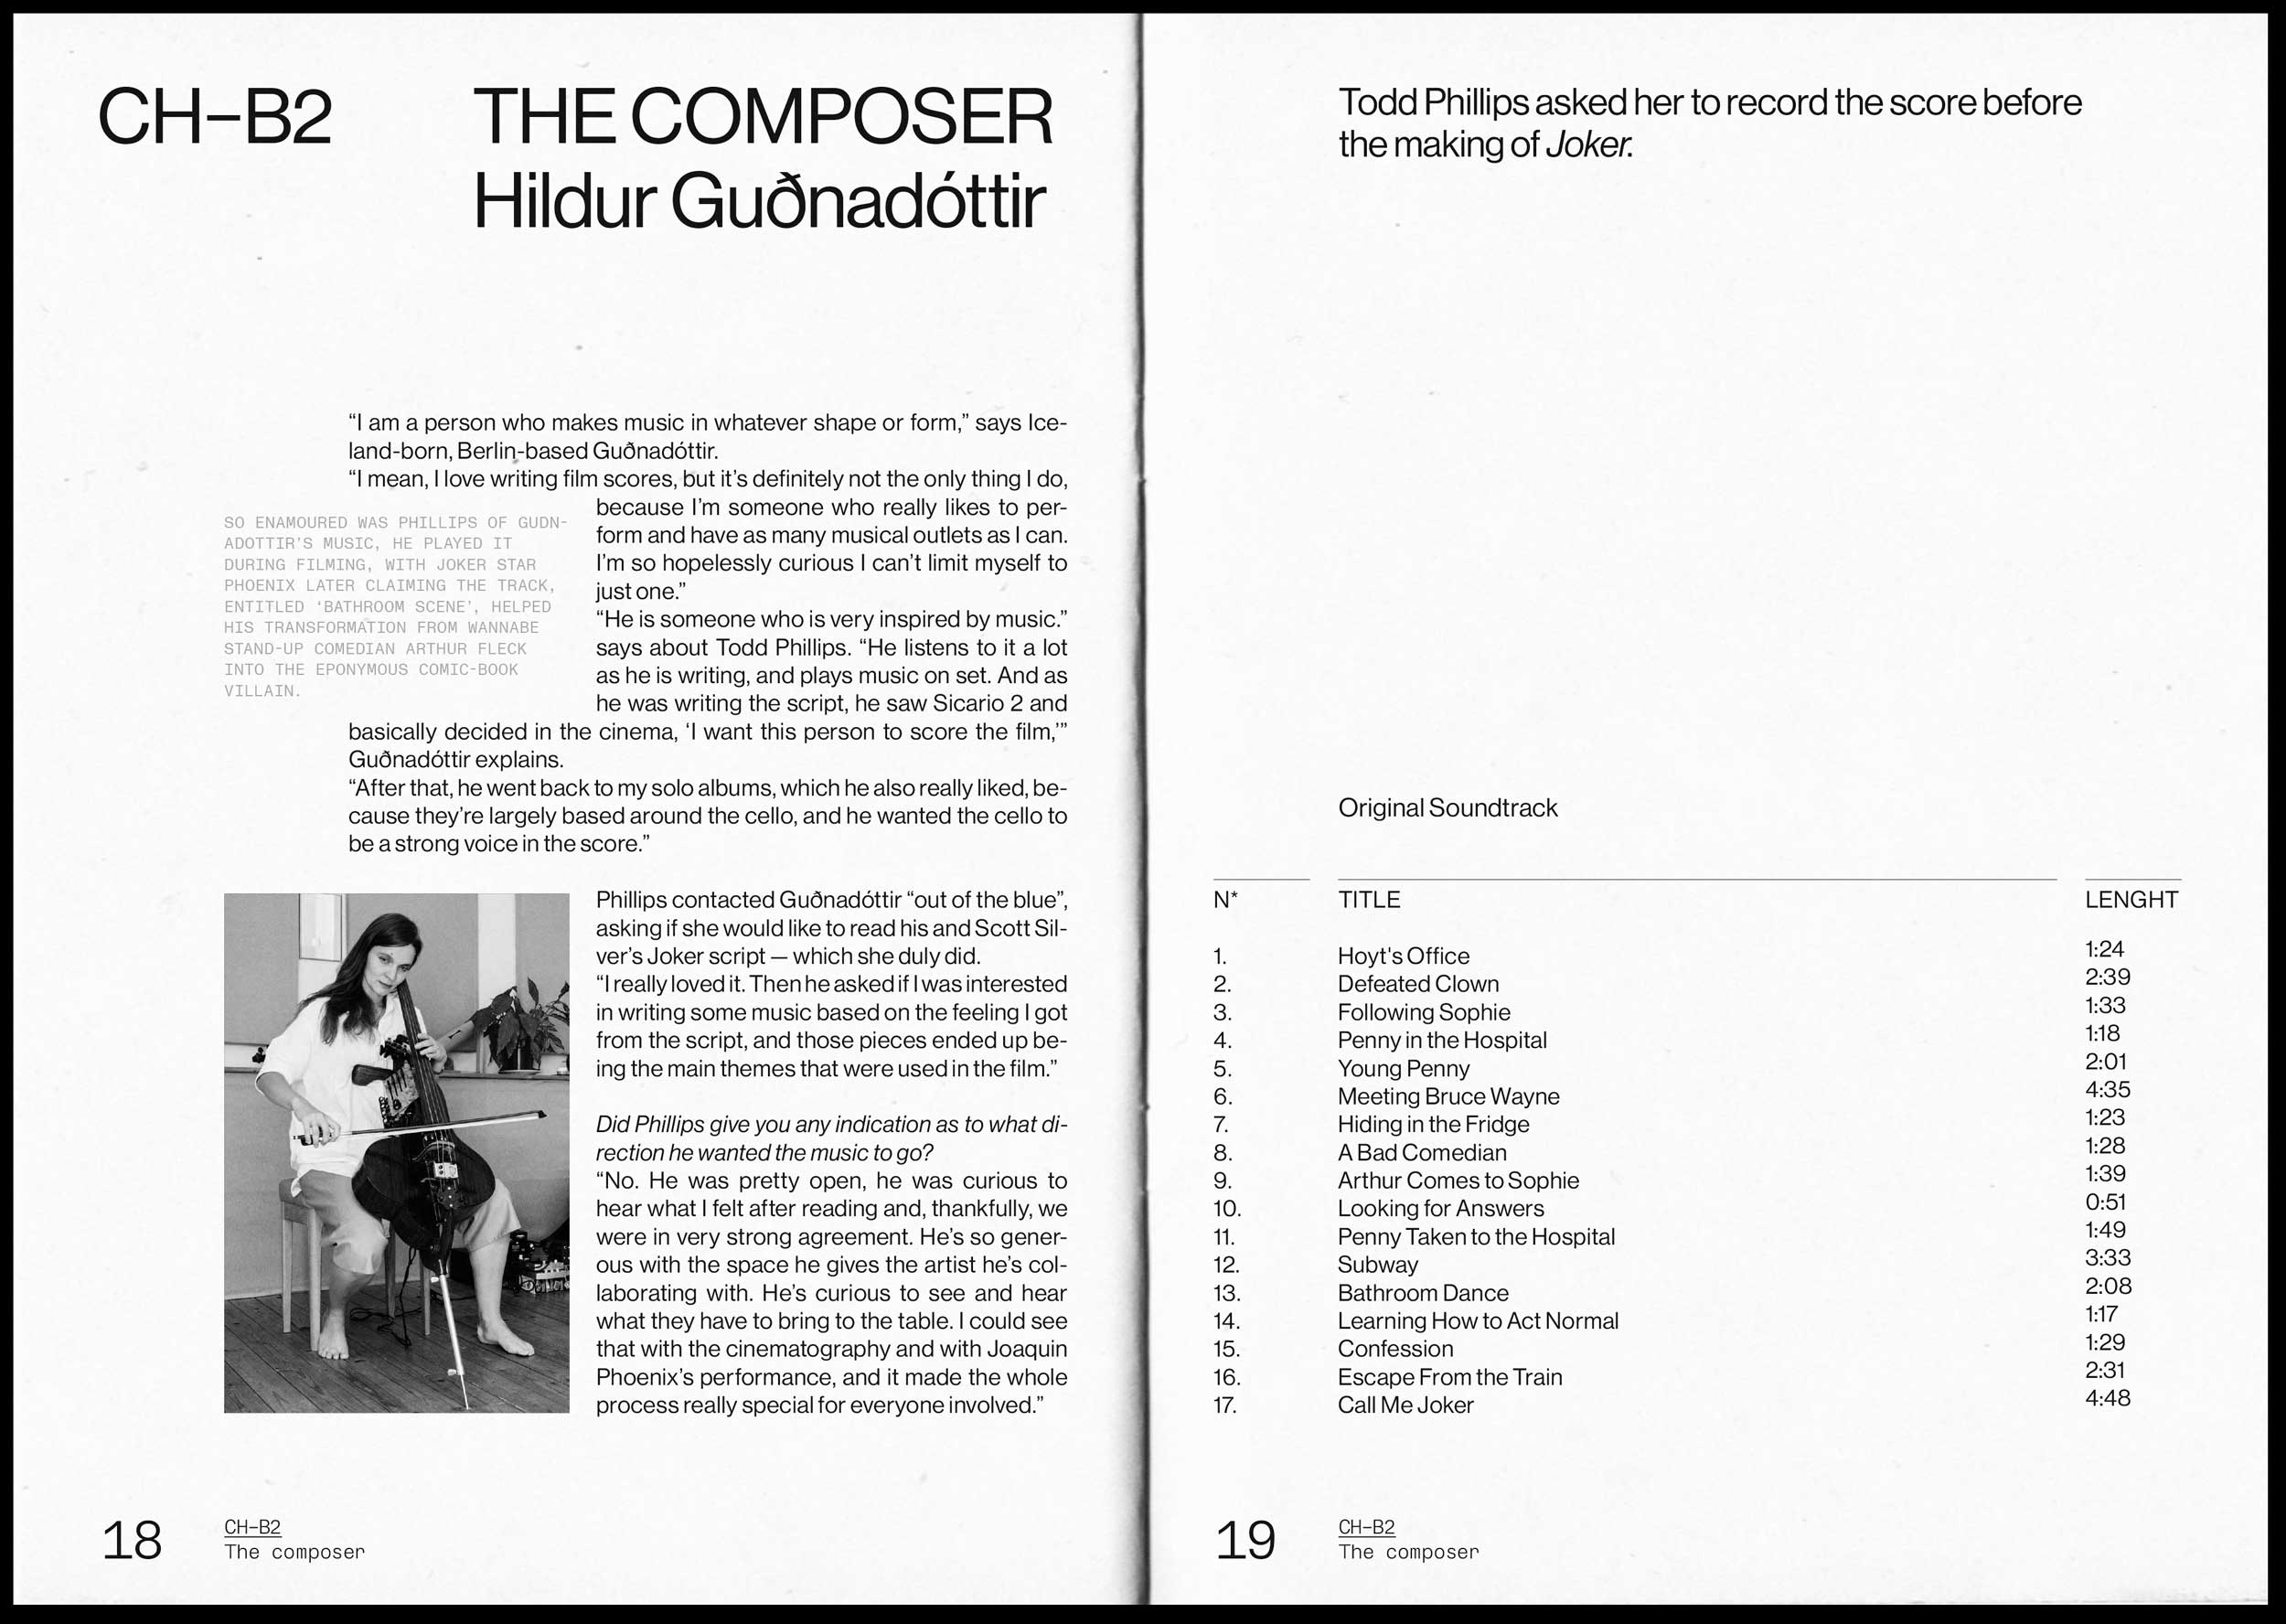 CH–B2
THE COMPOSER
Hildur Guðnadóttir
“I am a person who makes music in whatever shape or form,” says Ice-
land-born, Berlin-based Guðnadóttir.
“I mean, I love writing film scores, but it’s definitely not the only thing I do,
because I’m someone who really likes to per-
form and have as many musical outlets as I can.
I’m so hopelessly curious I can’t limit myself to
just one.”
“He is someone who is very inspired by music.”
says about Todd Phillips. “He listens to it a lot
as he is writing, and plays music on set. And as
he was writing the script, he saw Sicario 2 and
basically decided in the cinema, ‘I want this person to score the film,’”
Guðnadóttir explains.
“After that, he went back to my solo albums, which he also really liked, be-
cause they’re largely based around the cello, and he wanted the cello to
be a strong voice in the score.”
SO ENAMOURED WAS PHILLIPS OF GUDN-
ADOTTIR'S MUSIC, HE PLAYED IT
DURING FILMING, WITH JOKER STAR
PHOENIX LATER CLAIMING THE TRACK,
ENTITLED ‘BATHROOM SCENE’, HELPED
HIS TRANSFORMATION FROM WANNABE
STAND-UP COMEDIAN ARTHUR FLECK
INTO THE EPONYMOUS COMIC-BOOK
VILLAIN.
Phillips contacted Guðnadóttir “out of the blue”,
asking if she would like to read his and Scott Sil-
ver’s Joker script — which she duly did.
“I really loved it. Then he asked if I was interested
in writing some music based on the feeling I got
from the script, and those pieces ended up be-
ing the main themes that were used in the film.”
Did Phillips give you any indication as to what di-
rection he wanted the music to go?
“No. He was pretty open, he was curious to
hear what I felt after reading and, thankfully, we
were in very strong agreement. He’s so gener-
ous with the space he gives the artist he’s col-
laborating with. He’s curious to see and hear
what they have to bring to the table. I could see
that with the cinematography and with Joaquin
Phoenix’s performance, and it made the whole
process really special for everyone involved.”
18
CH–B2
The composer
Todd Phillips asked her to record the score before
the making of Joker.
Original Soundtrack
N* TITLE LENGHT
1. Hoyt's Office 1:24
2. Defeated Clown 2:39
3. Following Sophie 1:33
4. Penny in the Hospital 1:18
5. Young Penny 2:01
6. Meeting Bruce Wayne 4:35
7. Hiding in the Fridge 1:23
8. A Bad Comedian 1:28
9. Arthur Comes to Sophie 1:39
10. Looking for Answers 0:51
11. Penny Taken to the Hospital 1:49
12. Subway 3:33
13. Bathroom Dance 2:08
14. Learning How to Act Normal 1:17
15. Confession 1:29
16. Escape From the Train 2:31
17. Call Me Joker 4:48
19
CH–B2
The composer